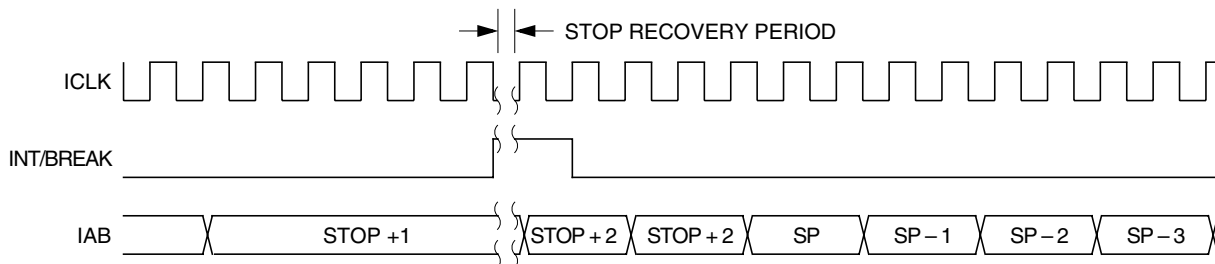 STOP RECOVERY PERIOD
ICLK
INT/BREAK
IAB STOP +1 STOP + 2 STOP + 2 SP SP – 1 SP – 2 SP – 3